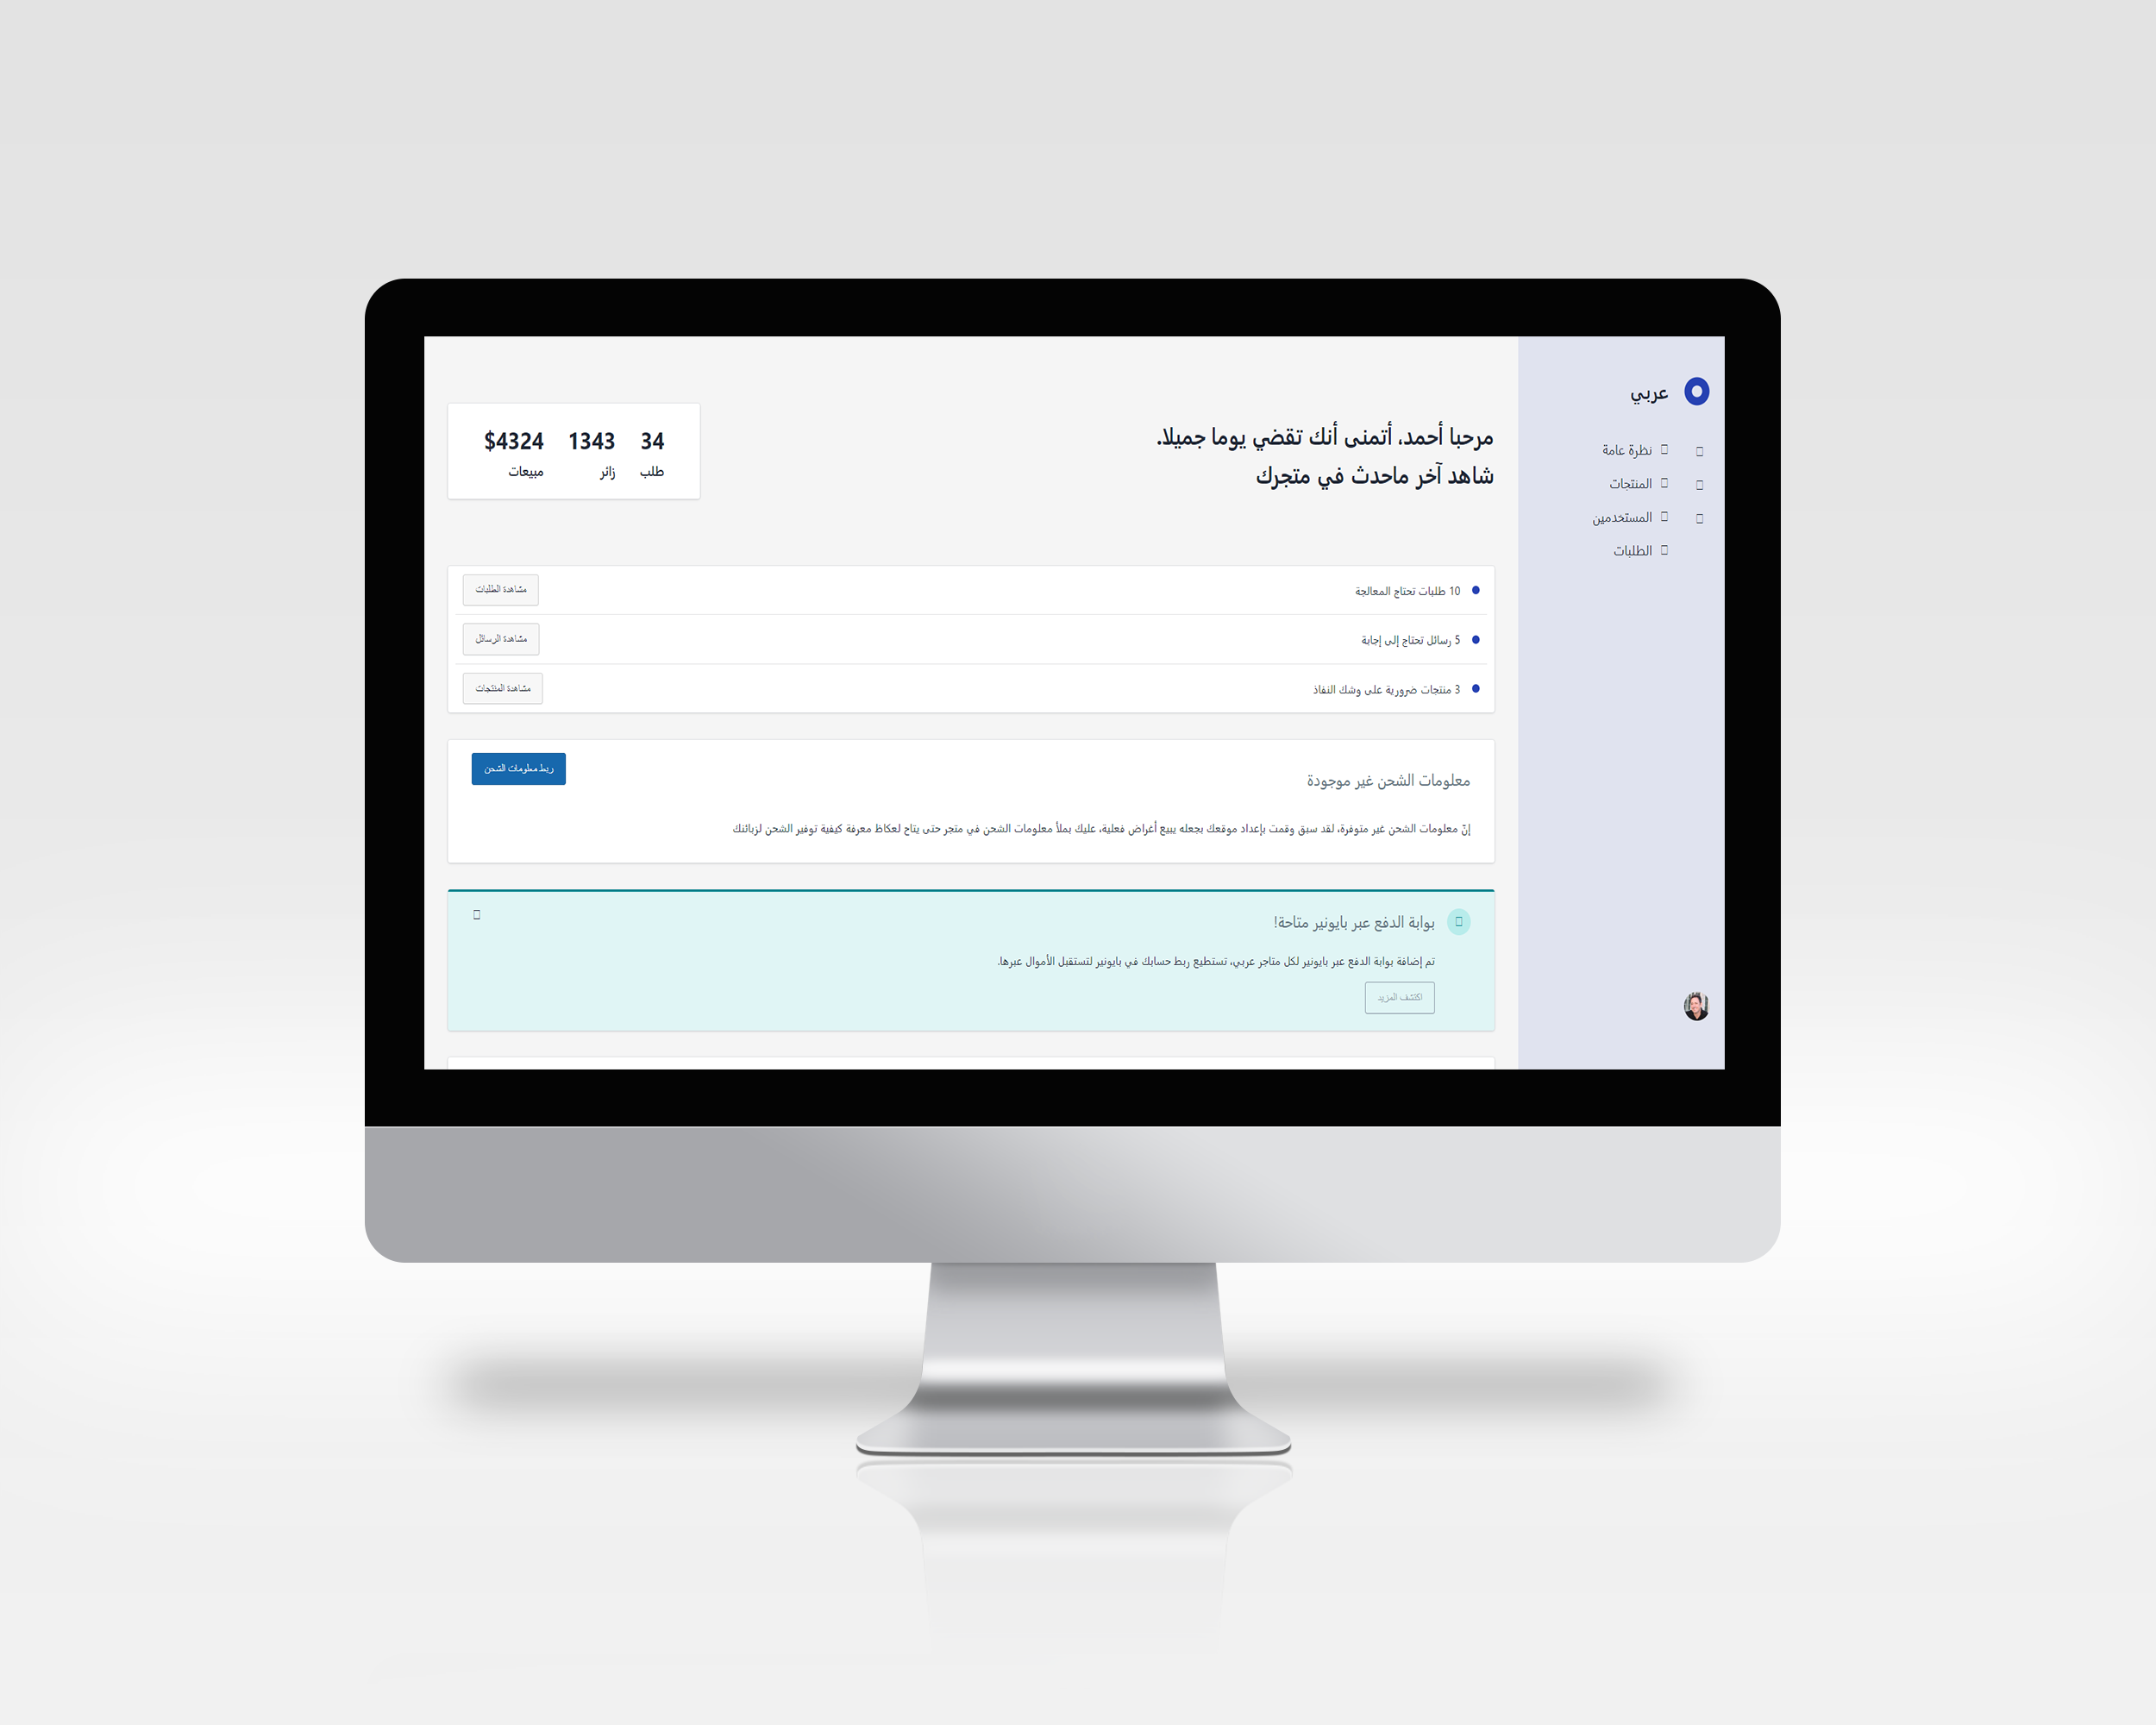 عربي
نظرة عامة
المنتجات
المستخدمين
الطلبات
مرحبا أحمد، أتمنى أنك تقضي يوما جميلا.
شاهد آخر ماحدث في متجرك
34 1343 $4324
طلب زائر مبيعات
10 طلبات تحتاج المعالجة
مشاهدة الطلبات
5 رسائل تحتاج إلى إجابة
مشاهدة الرسائل
3 منتجات ضرورية على وشك النفاذ
مشاهدة المنتجات
معلومات الشحن غير موجودة
ربط معلومات الشحن
إنّ معلومات الشحن غير متوفرة، لقد سبق وقمت بإعداد موقعك بجعله يبيع أغراض فعلية، عليك بملأ معلومات الشحن في متجر حتى يتاح لعكاظ معرفة كيفية توفير الشحن لزبائنك
بوابة الدفع عبر بايونير متاحة!
تم إضافة بوابة الدفع عبر بايونير لكل متاجر عربي، تستطيع ربط حسابك في بايونير لتستقبل الأموال عبرها.
اكتشف المزيد